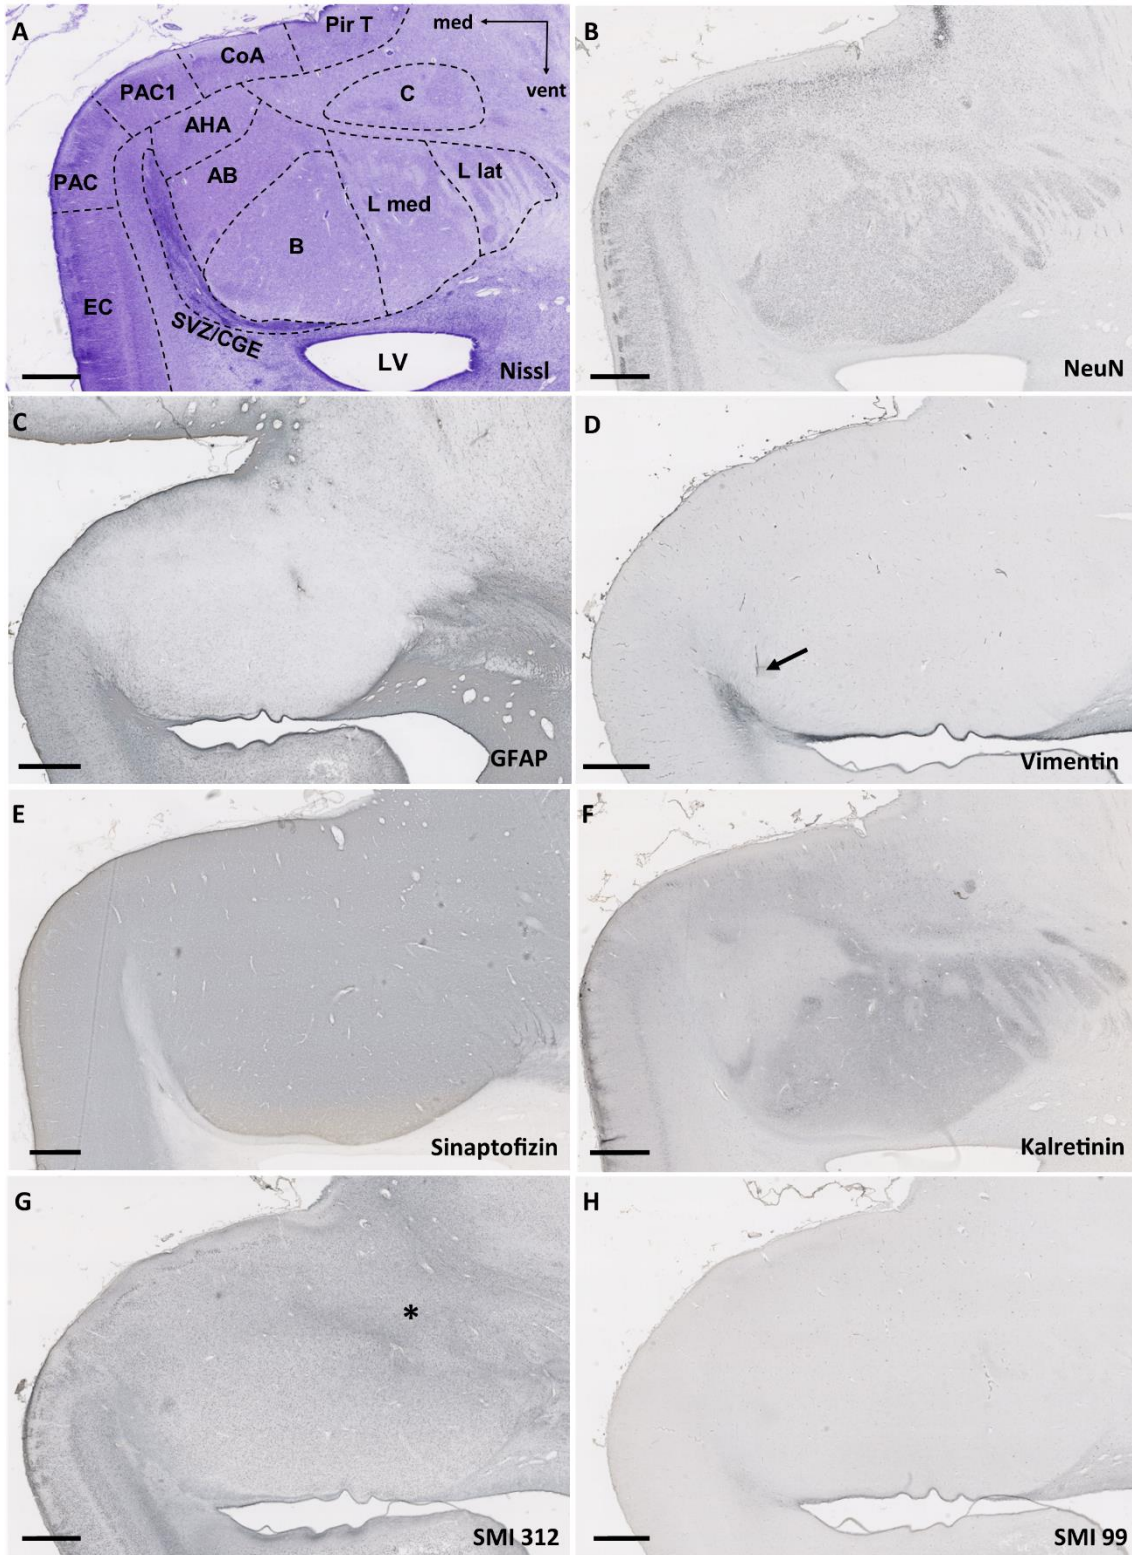 A
Pir T
med
CoA
PAC1
C
vent
AHA
L lat
AB
PAC
L med
B
EC
SVZ/CGE
LV
Nissl
B
NeuN
C
GFAP
D
Vimentin
E
Sinaptofizin
F
Kalretinin
G
*
SMI 312
H
SMI 99